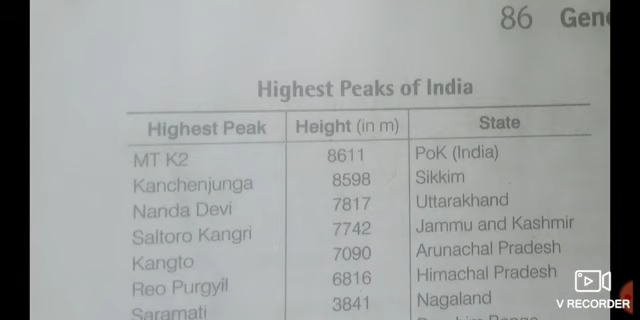 86 Gen
Highest Peaks of India
Highest Peak Height (in m) State
MT K2 8611 PoK (India)
Kanchenjunga 8598 Sikkim
Nanda Devi 7817 Uttarakhand
Saltoro Kangri 7742 Jammu and Kashmir
Kangto 7090 Arunachal Pradesh
Reo Purgyil 6816 Himachal Pradesh
Saramati 3841 Nagaland
V RECORDER